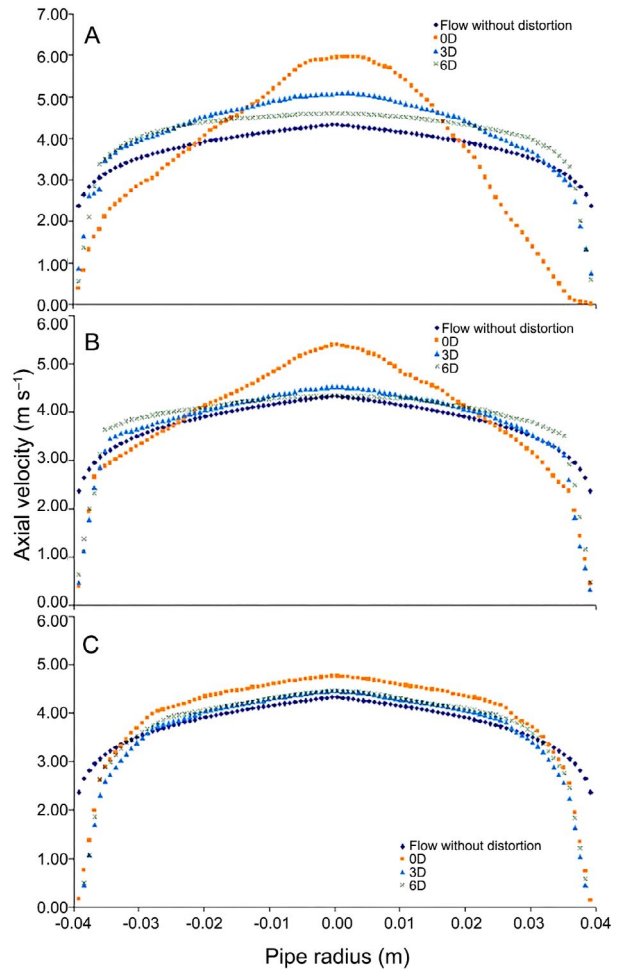 7.00
A
Flow without distortion
0D
3D
6D
6.00
5.00
4.00
3.00
2.00
1.00
0.00
6.00
B
Flow without distortion
0D
3D
6D
5.00
4.00
3.00
2.00
1.00
0.00
Axial velocity (m s⁻¹)
6.00
C
5.00
4.00
3.00
2.00
1.00
0.00
Flow without distortion
0D
3D
6D
-0.04 -0.03 -0.02 -0.01 0.00 0.01 0.02 0.03 0.04
Pipe radius (m)